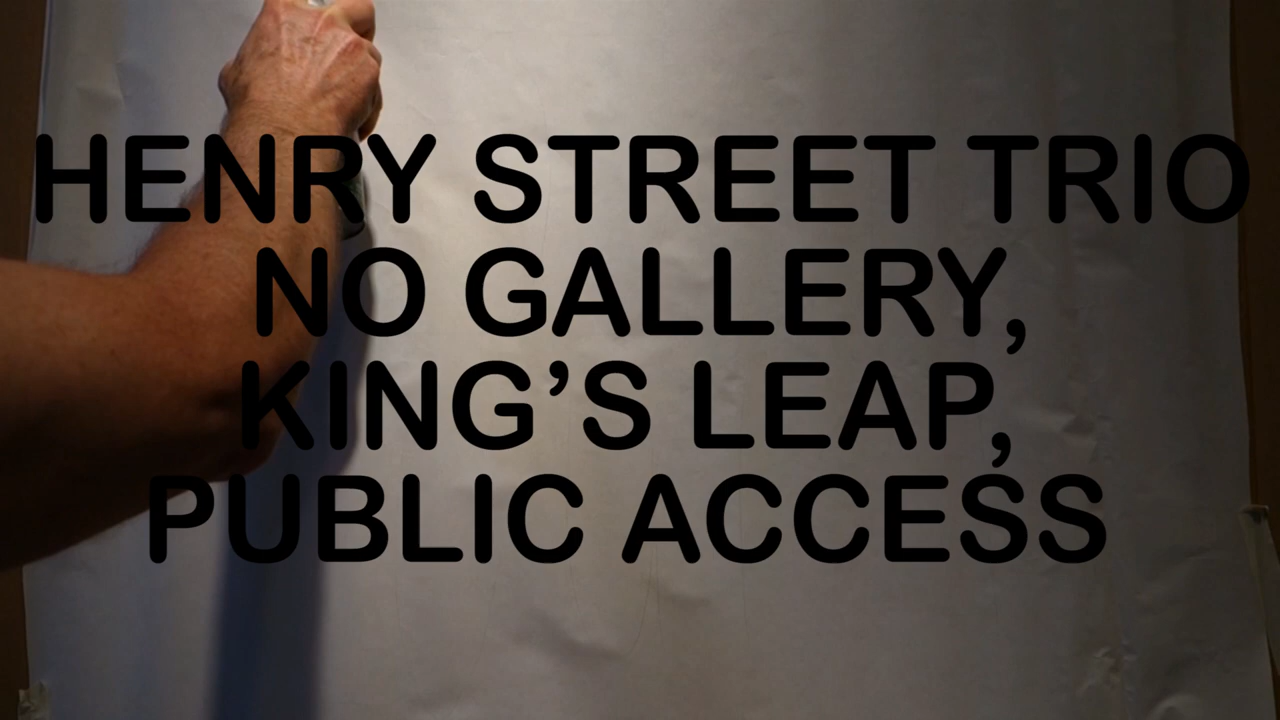 HENRY STREET TRIO
NO GALLERY,
KING’S LEAP,
PUBLIC ACCESS